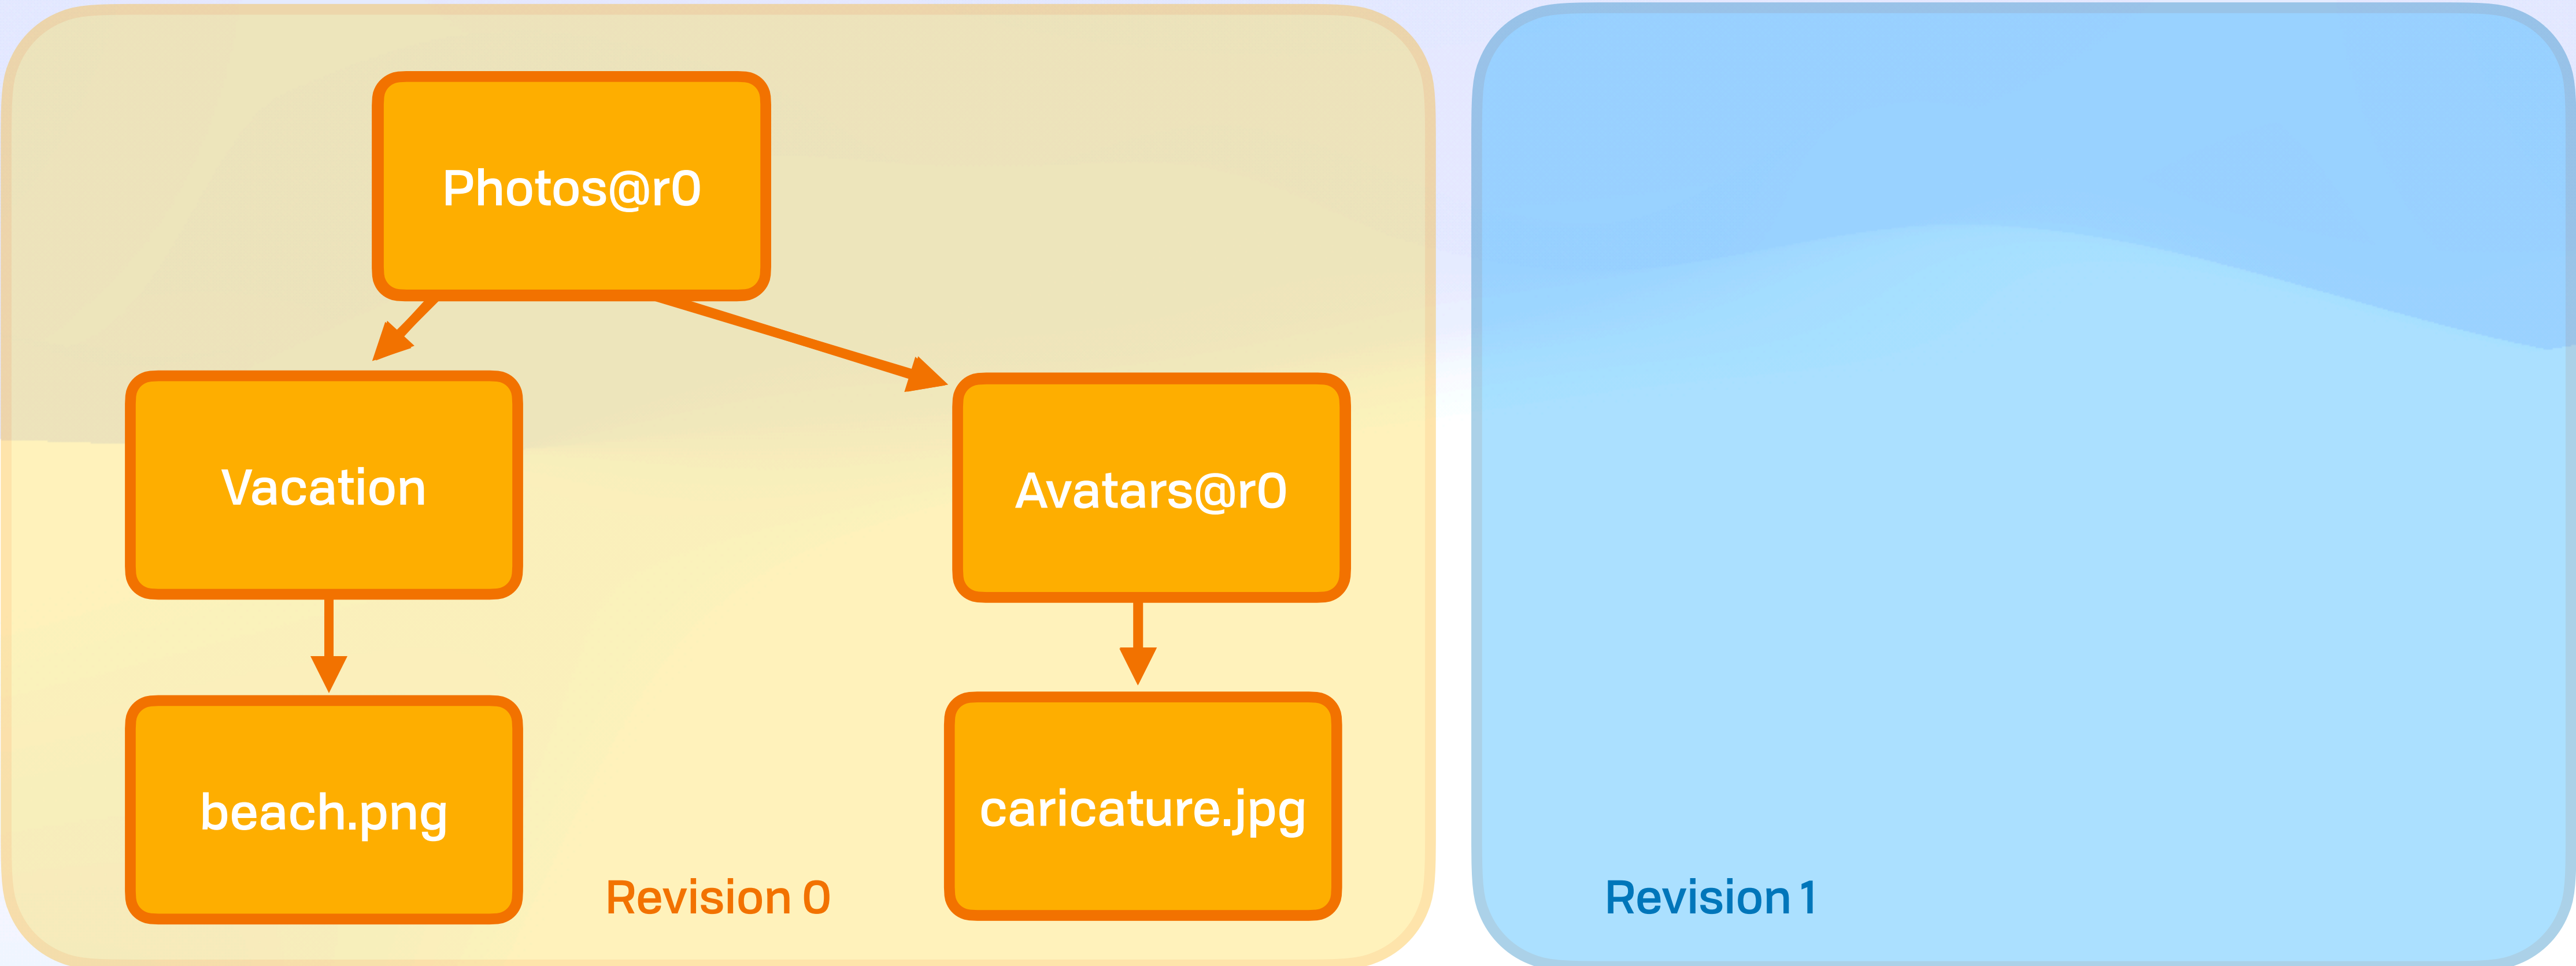 Photos@r0
Vacation
Avatars@r0
beach.png
caricature.jpg
Revision 0
Revision 1